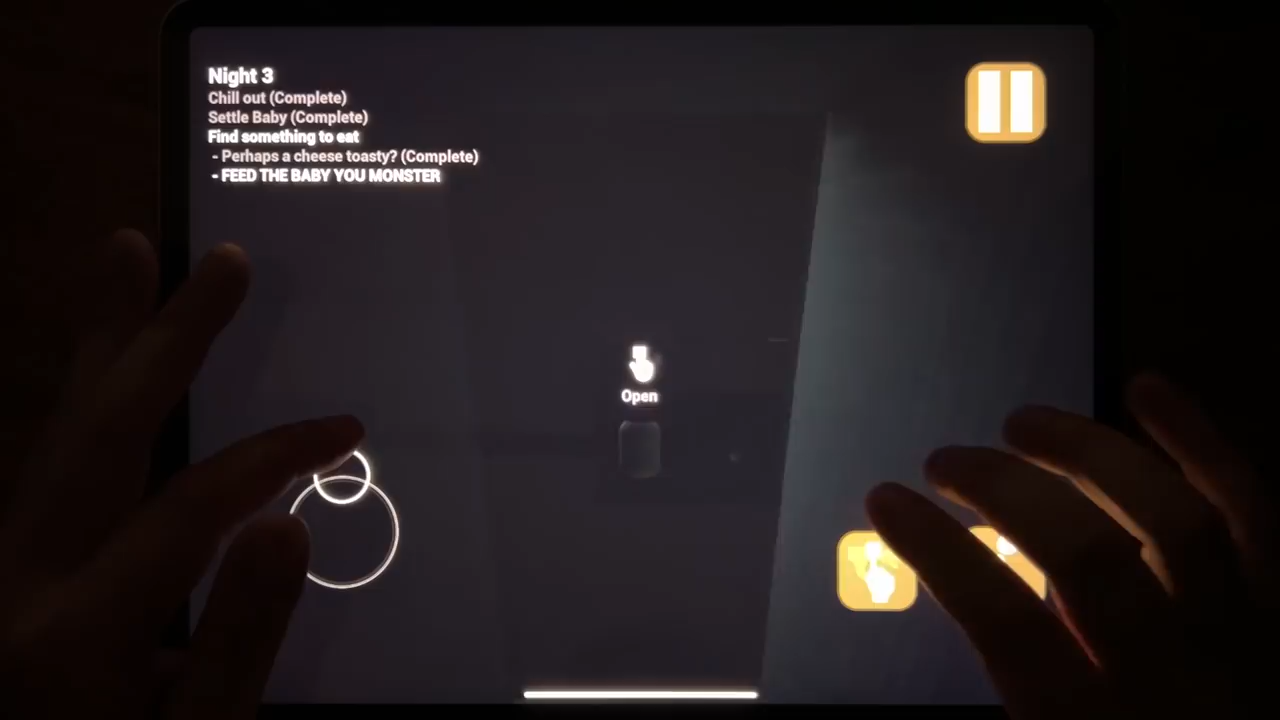 Night 3
Chill out (Complete)
Settle Baby (Complete)
Find something to eat
- Perhaps a cheese toasty? (Complete)
- FEED THE BABY YOU MONSTER
Open